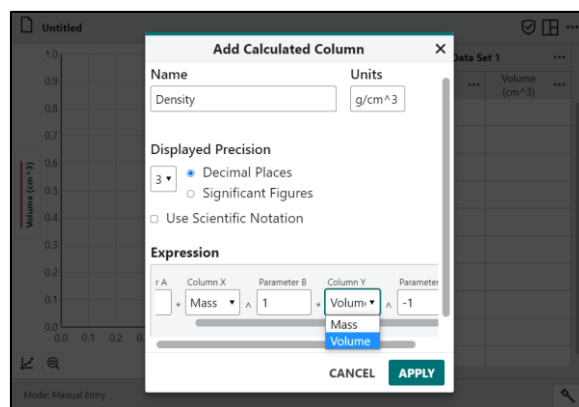 Untitled
Add Calculated Column
Name
Units
Density
g/cm^3
Displayed Precision
3
Decimal Places
Significant Figures
Use Scientific Notation
Expression
r A
Column X
Parameter B
Column Y
Parameter
* Mass ^ 1 * Volum ^ -1
Mass
Volume
CANCEL
APPLY
Data Set 1
Volume
(cm^3)
Volume (cm^3)
1.0
0.9
0.8
0.7
0.6
0.5
0.4
0.3
0.2
0.1
0.0
0.0 0.1 0.2
Mode: Manual Entry